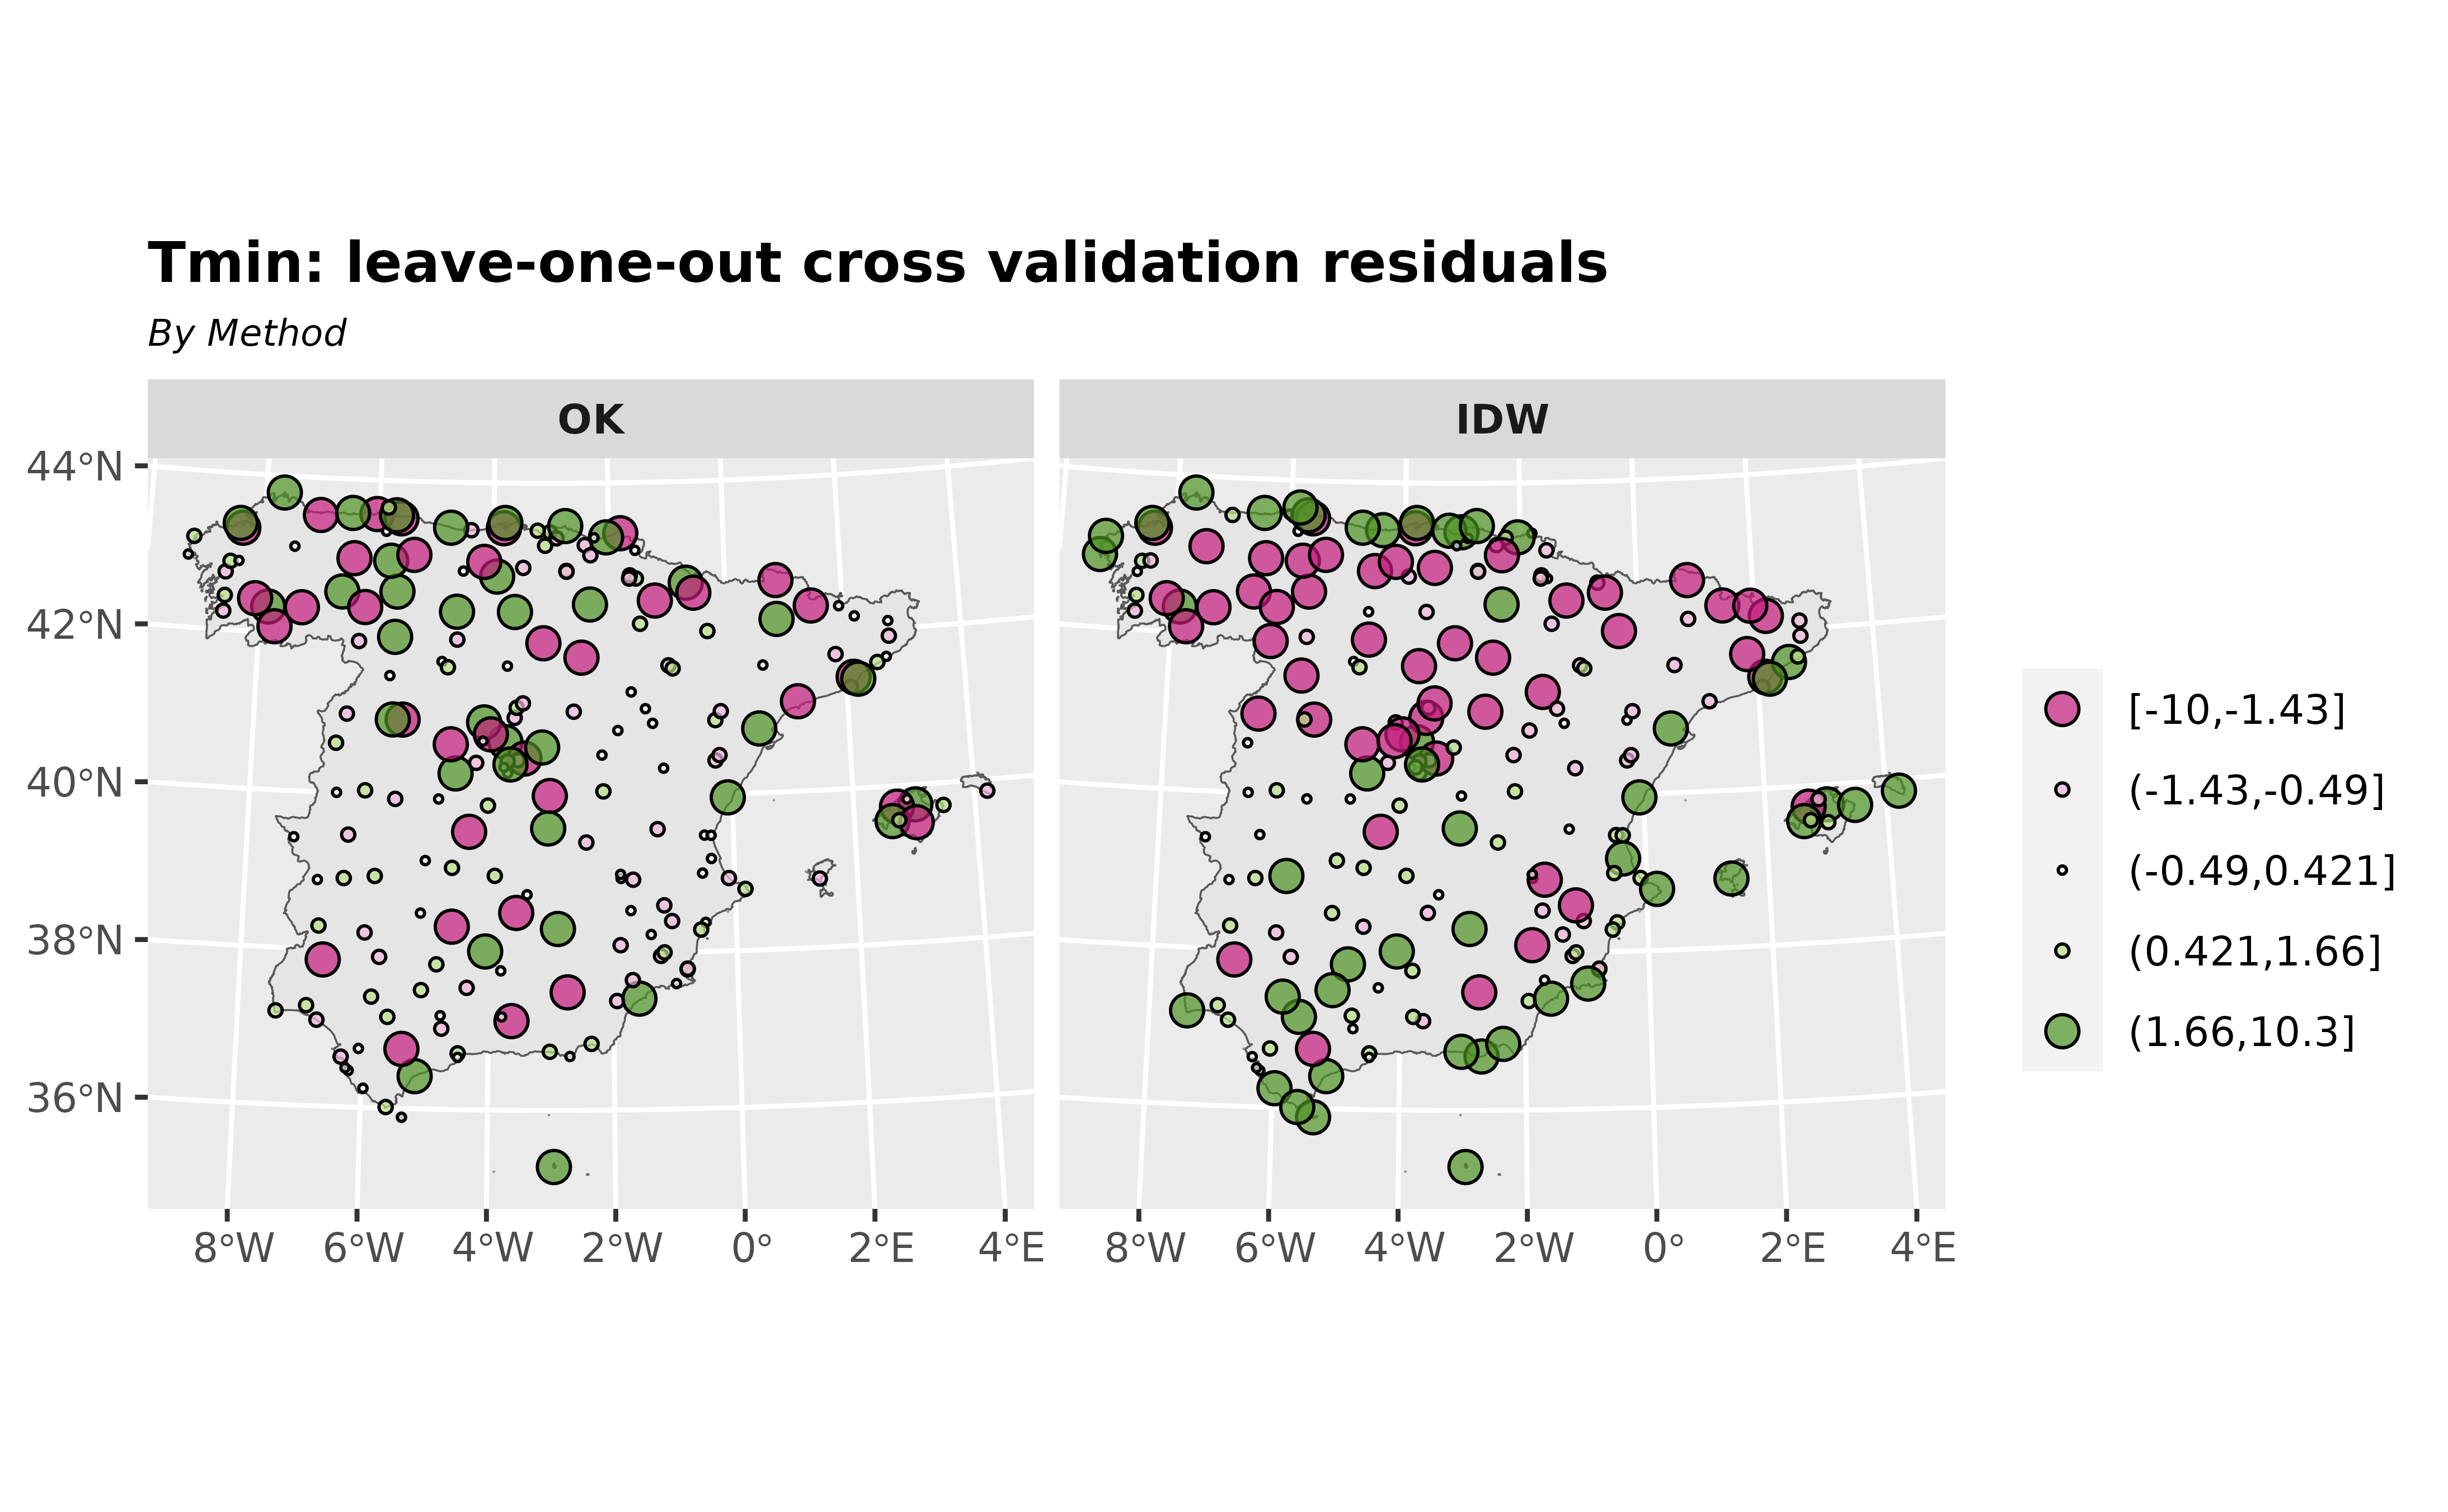 Tmin: leave-one-out cross validation residuals
By Method
OK
IDW
44°N
42°N
40°N
38°N
36°N
8°W 6°W 4°W 2°W 0° 2°E 4°E
8°W 6°W 4°W 2°W 0° 2°E 4°E
[-10,-1.43]
(-1.43,-0.49]
(-0.49,0.421]
(0.421,1.66]
(1.66,10.3]